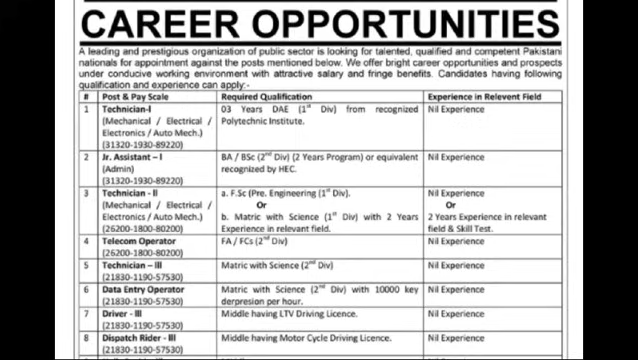 CAREER OPPORTUNITIES
A leading and prestigious organization of public sector is looking for talented, qualified and competent Pakistani
nationals for appointment against the posts mentioned below. We offer bright career opportunities and prospects
under conducive working environment with attractive salary and fringe benefits. Candidates having following
qualification and experience can apply:-
# Post & Pay Scale Required Qualification Experience in Relevent Field
1 Technician-I 03 Years DAE (1st Div) from recognized Nil Experience
(Mechanical / Electrical / Polytechnic Institute.
Electronics / Auto Mech.)
(31320-1930-89220)
2 Jr. Assistant – I BA / BSc (2nd Div) (2 Years Program) or equivalent Nil Experience
(Admin) recognized by HEC.
(31320-1930-89220)
3 Technician - II a. F.Sc (Pre. Engineering (1st Div). Nil Experience
(Mechanical / Electrical / Or Or
Electronics / Auto Mech.) b. Matric with Science (1st Div) with 2 Years 2 Years Experience in relevant
(26200-1800-80200) Experience in relevant field. field & Skill Test.
4 Telecom Operator FA / FCs (2nd Div) Nil Experience
(26200-1800-80200)
5 Technician – III Matric with Science (2nd Div) Nil Experience
(21830-1190-57530)
6 Data Entry Operator Matric with Science (2nd Div) with 10000 key Nil Experience
(21830-1190-57530) derpresion per hour.
7 Driver - III Middle having LTV Driving Licence. Nil Experience
(21830-1190-57530)
8 Dispatch Rider - III Middle having Motor Cycle Driving Licence. Nil Experience
(21830-1190-57530)